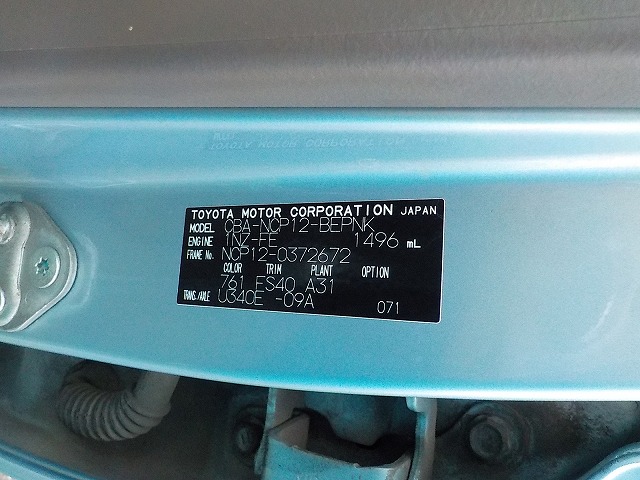 TOYOTA MOTOR CORPORATION JAPAN
MODEL CBA-NCP12-BEPNK
ENGINE 1NZ-FE 1496 mL
FRAME No. NCP12-0372672
COLOR TRIM PLANT OPTION
761 FS40 A31
TRANS/AXLE U340E -09A
071